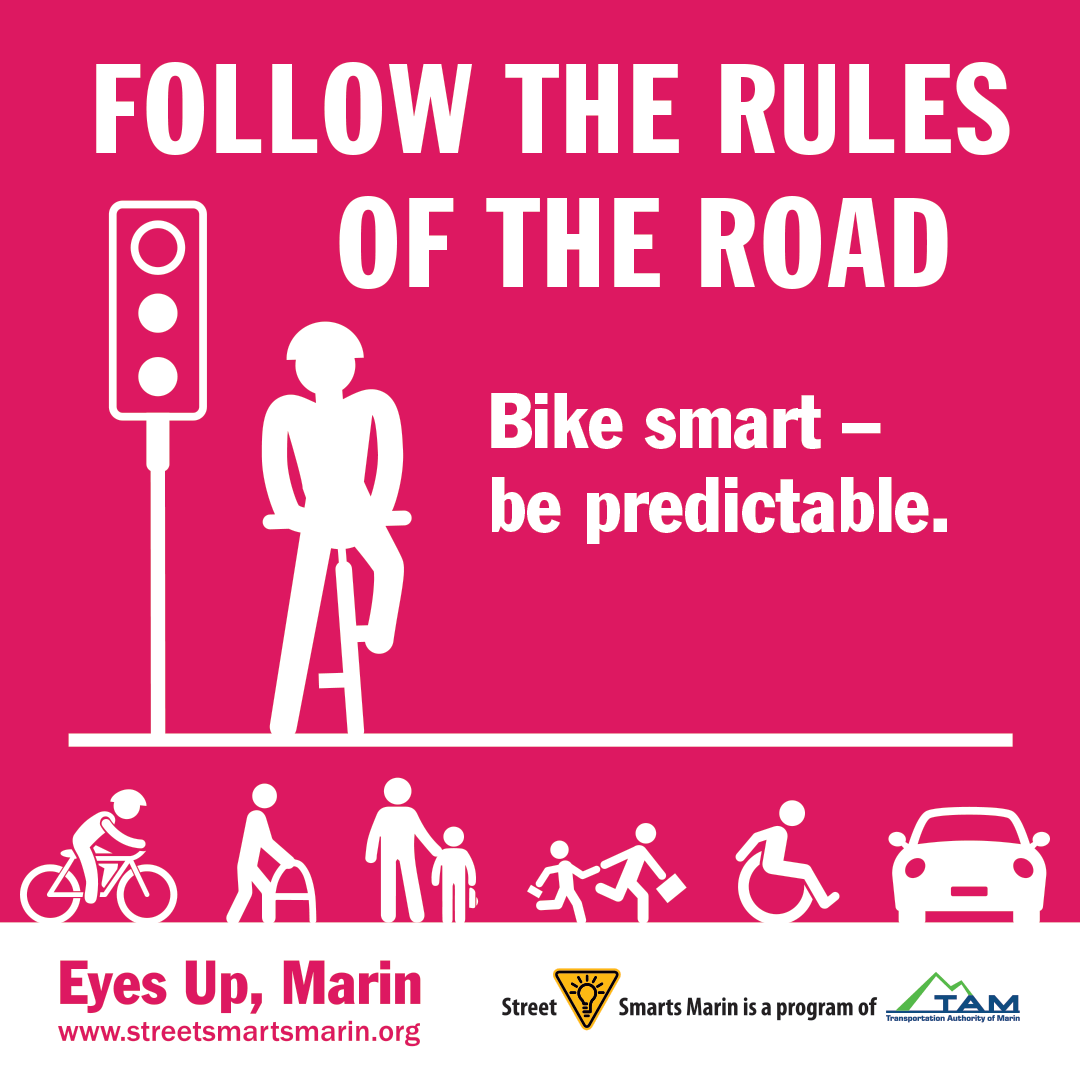 FOLLOW THE RULES
OF THE ROAD
Bike smart –
be predictable.
Eyes Up, Marin
www.streetsmartsmarin.org
Street Smarts Marin is a program of
TAM
Transportation Authority of Marin